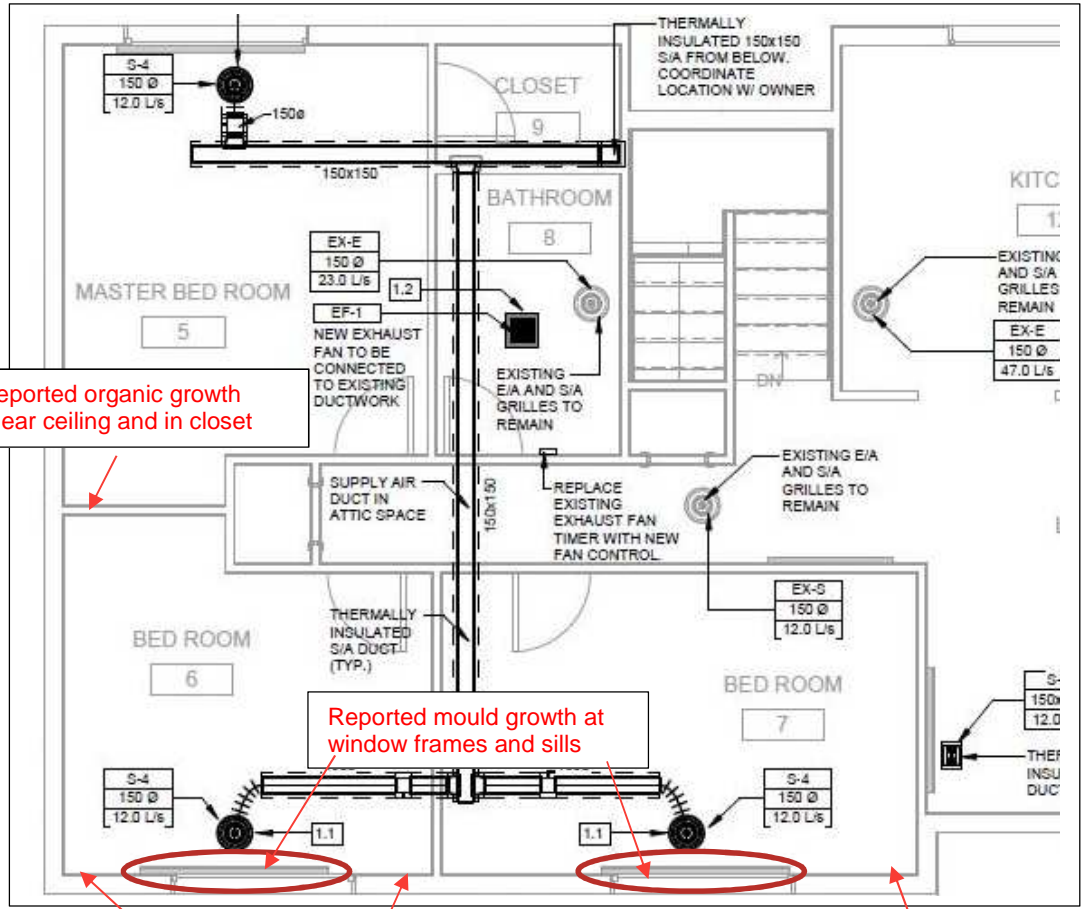 THERMALLY
INSULATED 150x150
S/A FROM BELOW.
COORDINATE
LOCATION W/ OWNER
S-4
150 Ø
12.0 L/s
150ø
CLOSET
9
150x150
BATHROOM
8
EX-E
150 Ø
23.0 L/s
1.2
EF-1
NEW EXHAUST
FAN TO BE
CONNECTED
TO EXISTING
DUCTWORK
MASTER BED ROOM
5
EXISTING
E/A AND S/A
GRILLES TO
REMAIN
KITC
EXISTING
AND S/A
GRILLES
REMAIN
EX-E
150 Ø
47.0 L/s
DN
eported organic growth
ear ceiling and in closet
SUPPLY AIR
DUCT IN
ATTIC SPACE
150x150
REPLACE
EXISTING
EXHAUST FAN
TIMER WITH NEW
FAN CONTROL.
EXISTING E/A
AND S/A
GRILLES TO
REMAIN
EX-S
150 Ø
12.0 L/s
THERMALLY
INSULATED
S/A DUCT
(TYP.)
BED ROOM
6
BED ROOM
7
Reported mould growth at
window frames and sills
S-4
150 Ø
12.0 L/s
1.1
1.1
S-4
150 Ø
12.0 L/s
S-
150x
12.0
THER
INSU
DUCT